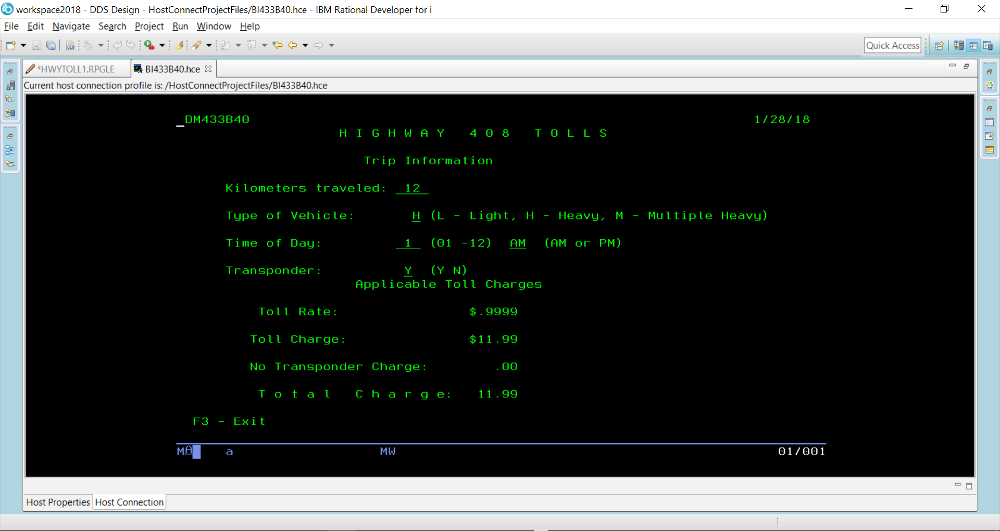 workspace2018 - DDS Design - HostConnectProjectFiles/BI433B40.hce - IBM Rational Developer for i
File Edit Navigate Search Project Run Window Help
Quick Access
*HWYTOLL1.RPGLE BI433B40.hce
Current host connection profile is: /HostConnectProjectFiles/BI433B40.hce
_DM433B40 1/28/18
H I G H W A Y 4 0 8 T O L L S
Trip Information
Kilometers traveled: 12
Type of Vehicle: H (L - Light, H - Heavy, M - Multiple Heavy)
Time of Day: 1 (01 -12) AM (AM or PM)
Transponder: Y (Y N)
Applicable Toll Charges
Toll Rate: $.9999
Toll Charge: $11.99
No Transponder Charge: .00
T o t a l C h a r g e: 11.99
F3 - Exit
MA a MW 01/001
Host Properties Host Connection